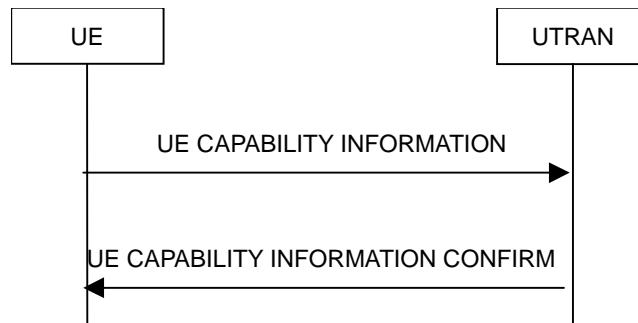 UE
UTRAN
UE CAPABILITY INFORMATION
UE CAPABILITY INFORMATION CONFIRM